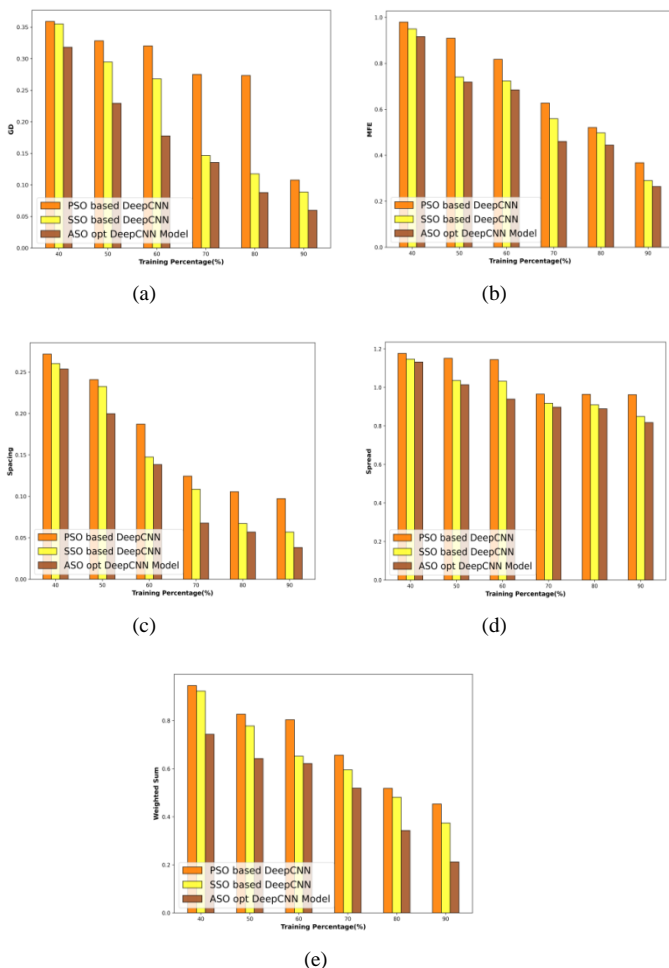 0.35
0.30
0.25
0.20
GD
0.15
0.10
0.05
0.00
PSO based DeepCNN
SSO based DeepCNN
ASO opt DeepCNN Model
40 50 60 70 80 90
Training Percentage(%)
(a)
1.0
0.8
0.6
MFE
0.4
0.2
0.0
PSO based DeepCNN
SSO based DeepCNN
ASO opt DeepCNN Model
40 50 60 70 80 90
Training Percentage(%)
(b)
0.25
0.20
0.15
Spacing
0.10
0.05
0.00
PSO based DeepCNN
SSO based DeepCNN
ASO opt DeepCNN Model
40 50 60 70 80 90
Training Percentage(%)
(c)
1.2
1.0
0.8
0.6
Spread
0.4
0.2
0.0
PSO based DeepCNN
SSO based DeepCNN
ASO opt DeepCNN Model
40 50 60 70 80 90
Training Percentage(%)
(d)
0.8
0.6
Weighted Sum
0.4
0.2
0.0
PSO based DeepCNN
SSO based DeepCNN
ASO opt DeepCNN Model
40 50 60 70 80 90
Training Percentage(%)
(e)